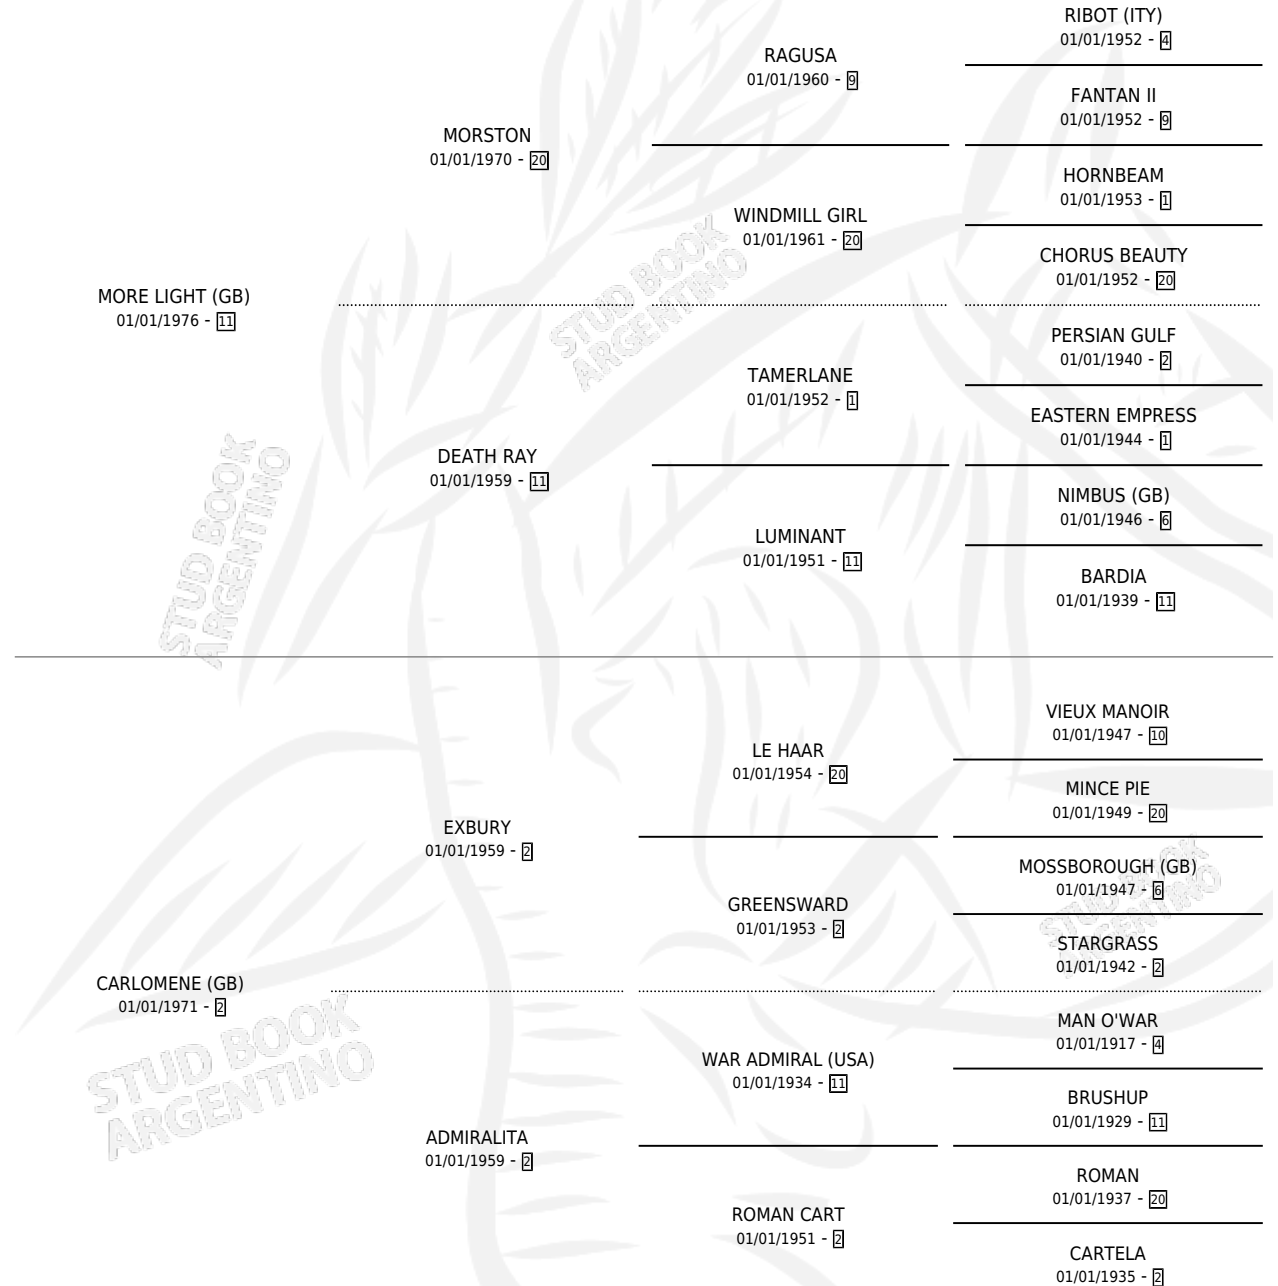 RIBOT (ITY)
01/01/1952 - 4
RAGUSA
01/01/1960 - 9
FANTAN II
01/01/1952 - 9
MORSTON
01/01/1970 - 20
HORNBEAM
01/01/1953 - 1
WINDMILL GIRL
01/01/1961 - 20
CHORUS BEAUTY
01/01/1952 - 20
MORE LIGHT (GB)
01/01/1976 - 11
PERSIAN GULF
01/01/1940 - 2
TAMERLANE
01/01/1952 - 1
EASTERN EMPRESS
01/01/1944 - 1
DEATH RAY
01/01/1959 - 11
NIMBUS (GB)
01/01/1946 - 6
LUMINANT
01/01/1951 - 11
BARDIA
01/01/1939 - 11
STUD BOOK
ARGENTINO
STUD BOOK
ARGENTINO
VIEUX MANOIR
01/01/1947 - 10
LE HAAR
01/01/1954 - 20
MINCE PIE
01/01/1949 - 20
EXBURY
01/01/1959 - 2
MOSSBOROUGH (GB)
01/01/1947 - 6
GREENSWARD
01/01/1953 - 2
STARGRASS
01/01/1942 - 2
CARLOMENE (GB)
01/01/1971 - 2
MAN O'WAR
01/01/1917 - 4
WAR ADMIRAL (USA)
01/01/1934 - 11
BRUSHUP
01/01/1929 - 11
ADMIRALITA
01/01/1959 - 2
ROMAN
01/01/1937 - 20
ROMAN CART
01/01/1951 - 2
CARTELA
01/01/1935 - 2
STUD BOOK
ARGENTINO
STUD BOOK
ARGENTINO